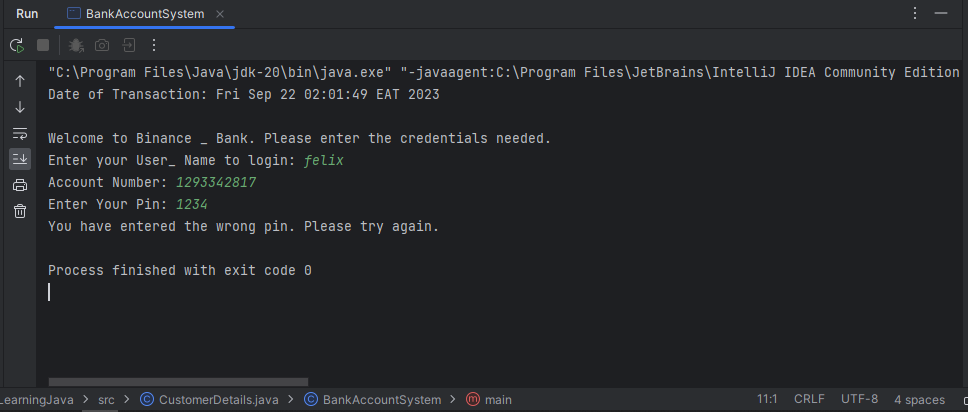 Run BankAccountSystem
"C:\Program Files\Java\jdk-20\bin\java.exe" "-javaagent:C:\Program Files\JetBrains\IntelliJ IDEA Community Edition
Date of Transaction: Fri Sep 22 02:01:49 EAT 2023
Welcome to Binance _ Bank. Please enter the credentials needed.
Enter your User_ Name to login: felix
Account Number: 1293342817
Enter Your Pin: 1234
You have entered the wrong pin. Please try again.
Process finished with exit code 0
LearningJava > src > CustomerDetails.java > BankAccountSystem > main 11:1 CRLF UTF-8 4 spaces